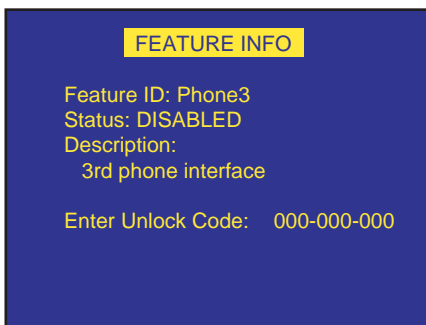 FEATURE INFO
Feature ID: Phone3
Status: DISABLED
Description:
3rd phone interface
Enter Unlock Code: 000-000-000